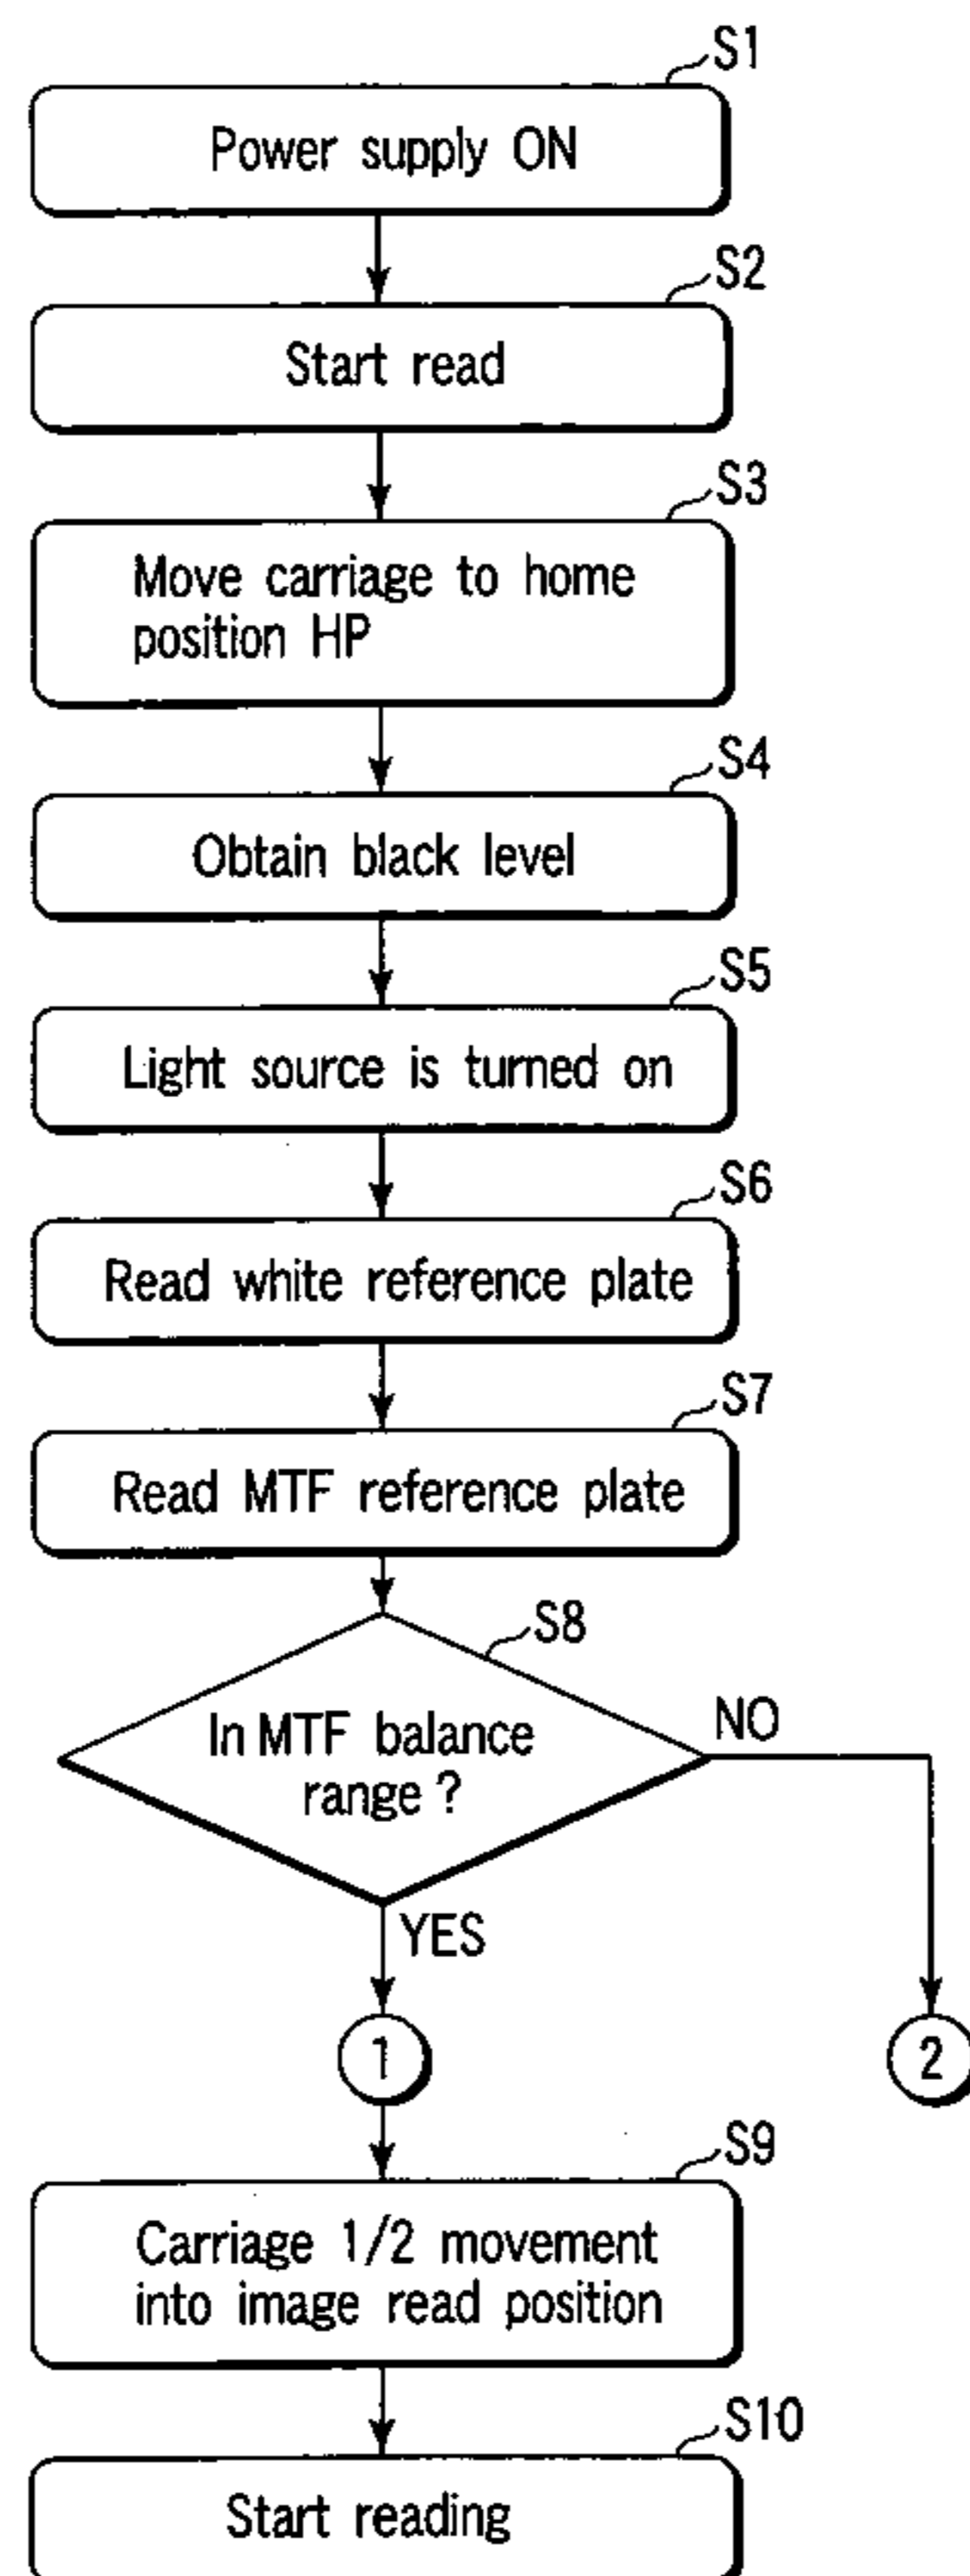 S1
Power supply ON
S2
Start read
S3
Move carriage to home
position HP
S4
Obtain black level
S5
Light source is turned on
S6
Read white reference plate
S7
Read MTF reference plate
S8
In MTF balance
range ?
NO
YES
1
2
S9
Carriage 1/2 movement
into image read position
S10
Start reading